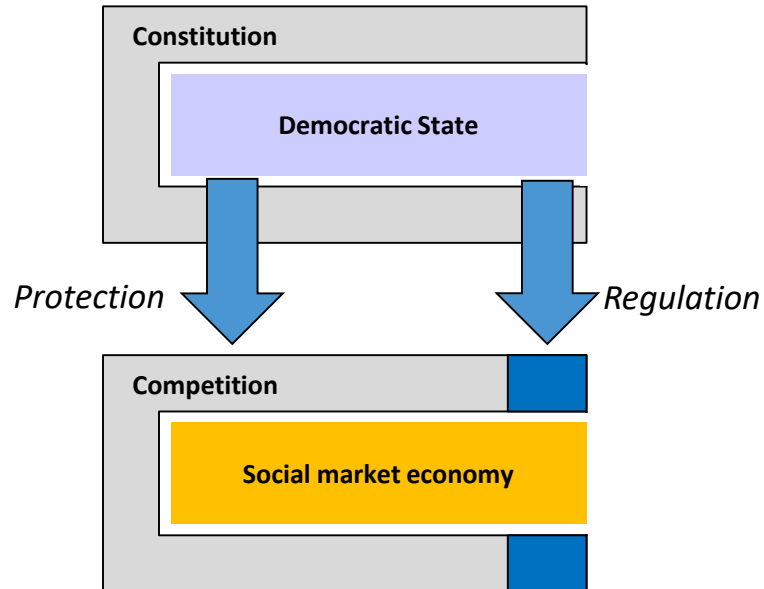 Constitution
Democratic State
Protection
Regulation
Competition
Social market economy